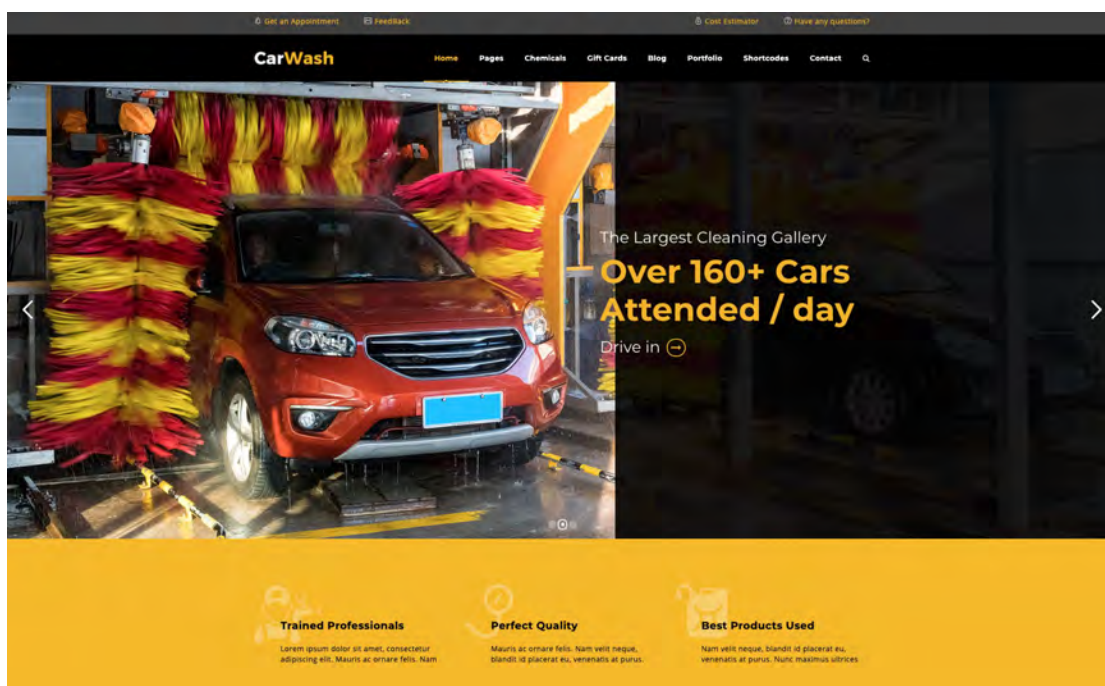 Get an Appointment FeedBack Cost Estimator Have any questions?
CarWash Home Pages Chemicals Gift Cards Blog Portfolio Shortcodes Contact
The Largest Cleaning Gallery
Over 160+ Cars
Attended / day
Drive in
Trained Professionals
Lorem ipsum dolor sit amet, consectetur
adipiscing elit. Mauris ac ornare felis. Nam
Perfect Quality
Mauris ac ornare felis. Nam velit neque,
blandit id placerat eu, venenatis at purus.
Best Products Used
Nam velit neque, blandit id placerat eu,
venenatis at purus. Nunc maximus ultrices